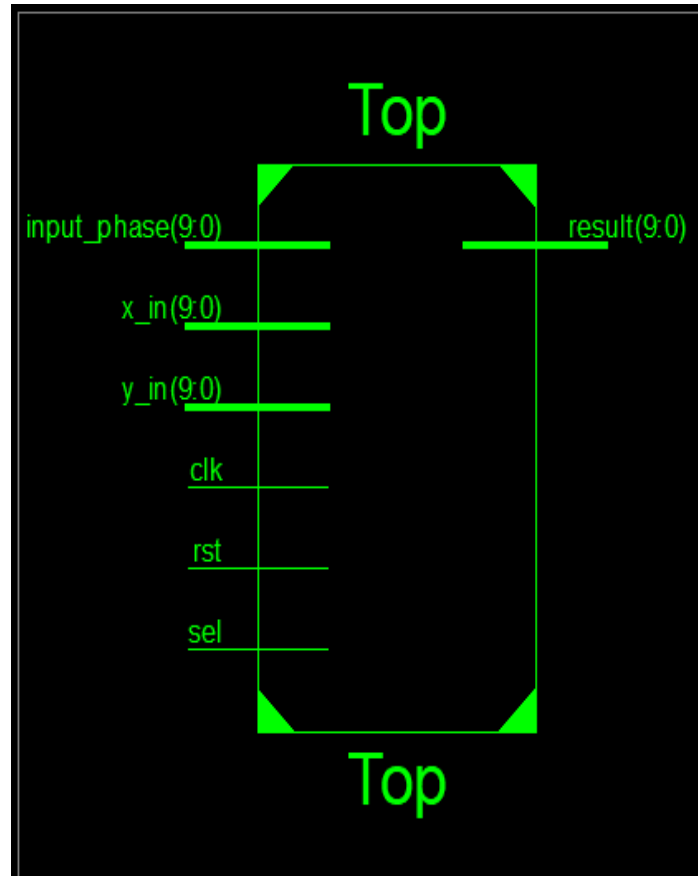 Top
input_phase(9:0)
result(9:0)
x_in(9:0)
y_in(9:0)
clk
rst
sel
Top